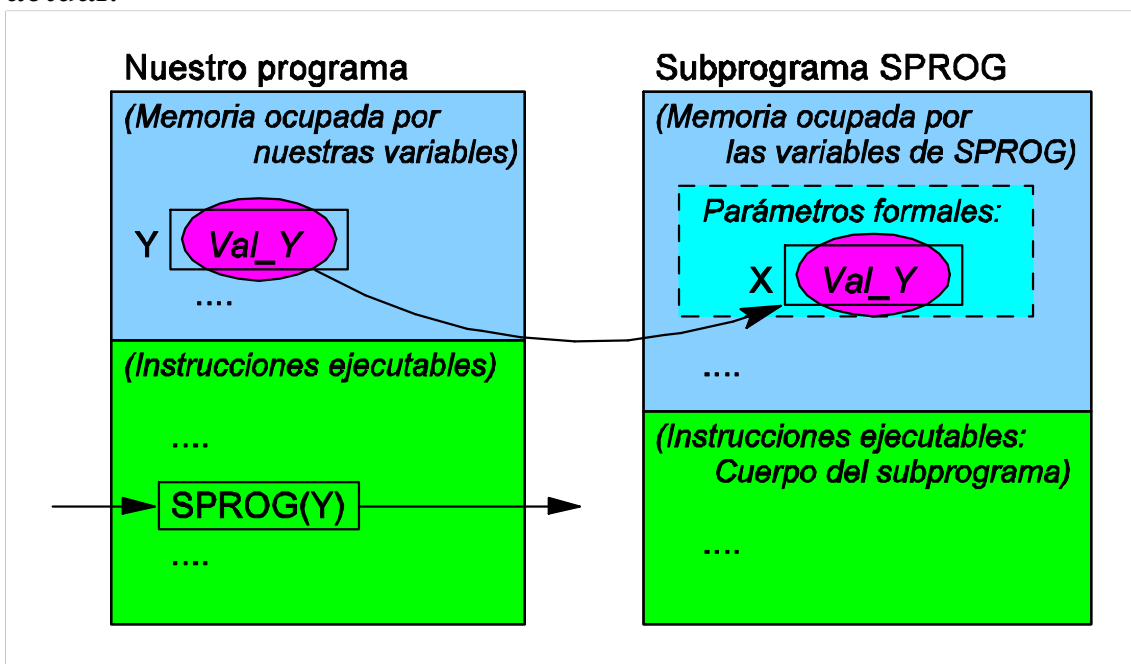 Nuestro programa
(Memoria ocupada por
nuestras variables)
Y
Val_Y
....
(Instrucciones ejecutables)
....
SPROG(Y)
....
Subprograma SPROG
(Memoria ocupada por
las variables de SPROG)
Parámetros formales:
X
Val_Y
....
(Instrucciones ejecutables:
Cuerpo del subprograma)
....